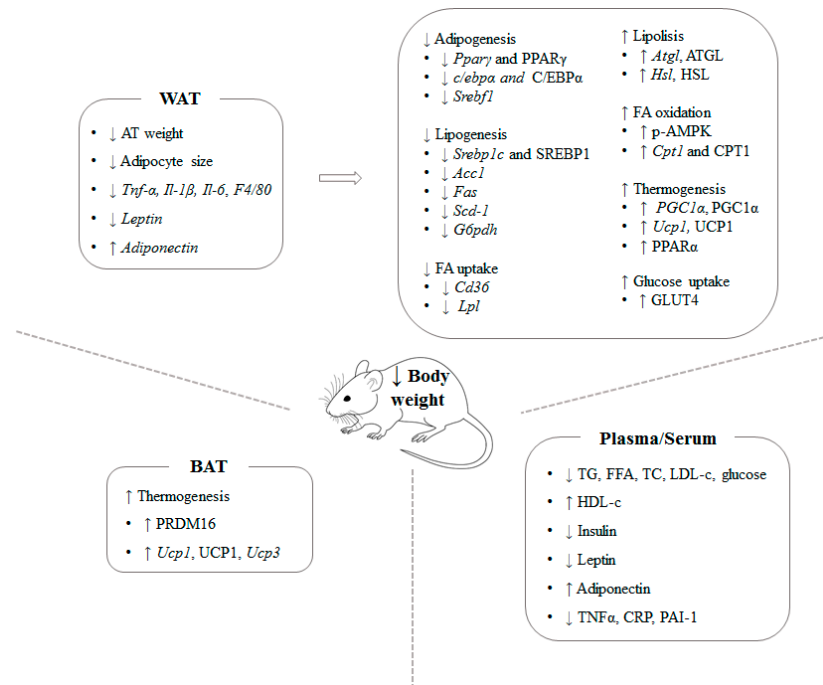 WAT
• ↓ AT weight
• ↓ Adipocyte size
• ↓ Tnf-α, Il-1β, Il-6, F4/80
• ↓ Leptin
• ↑ Adiponectin
↓ Adipogenesis
• ↓ Pparγ and PPARγ
• ↓ c/ebpα and C/EBPα
• ↓ Srebf1
↓ Lipogenesis
• ↓ Srebp1c and SREBP1
• ↓ Acc1
• ↓ Fas
• ↓ Scd-1
• ↓ G6pdh
↓ FA uptake
• ↓ Cd36
• ↓ Lpl
↑ Lipolisis
• ↑ Atgl, ATGL
• ↑ Hsl, HSL
↑ FA oxidation
• ↑ p-AMPK
• ↑ Cpt1 and CPT1
↑ Thermogenesis
• ↑ PGC1α, PGC1α
• ↑ Ucp1, UCP1
• ↑ PPARα
↑ Glucose uptake
• ↑ GLUT4
↓ Body
weight
BAT
↑ Thermogenesis
• ↑ PRDM16
• ↑ Ucp1, UCP1, Ucp3
Plasma/Serum
• ↓ TG, FFA, TC, LDL-c, glucose
• ↑ HDL-c
• ↓ Insulin
• ↓ Leptin
• ↑ Adiponectin
• ↓ TNFα, CRP, PAI-1